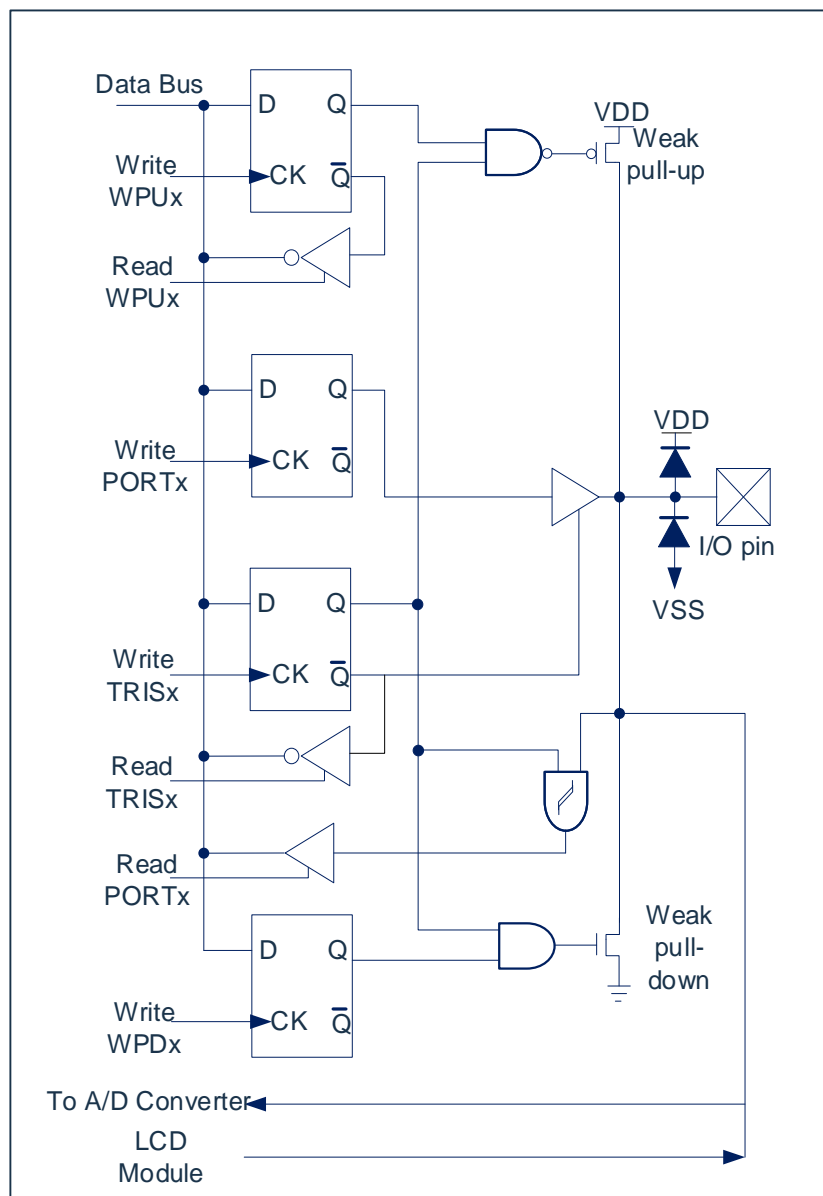 Data Bus
D
Q
Write
WPUx
CK
Q
Read
WPUx
VDD
Weak
pull-up
D
Q
Write
PORTx
CK
Q
VDD
I/O pin
VSS
D
Q
Write
TRISx
CK
Q
Read
TRISx
Read
PORTx
D
Q
Write
WPDx
CK
Q
Weak
pull-
down
To A/D Converter
LCD
Module